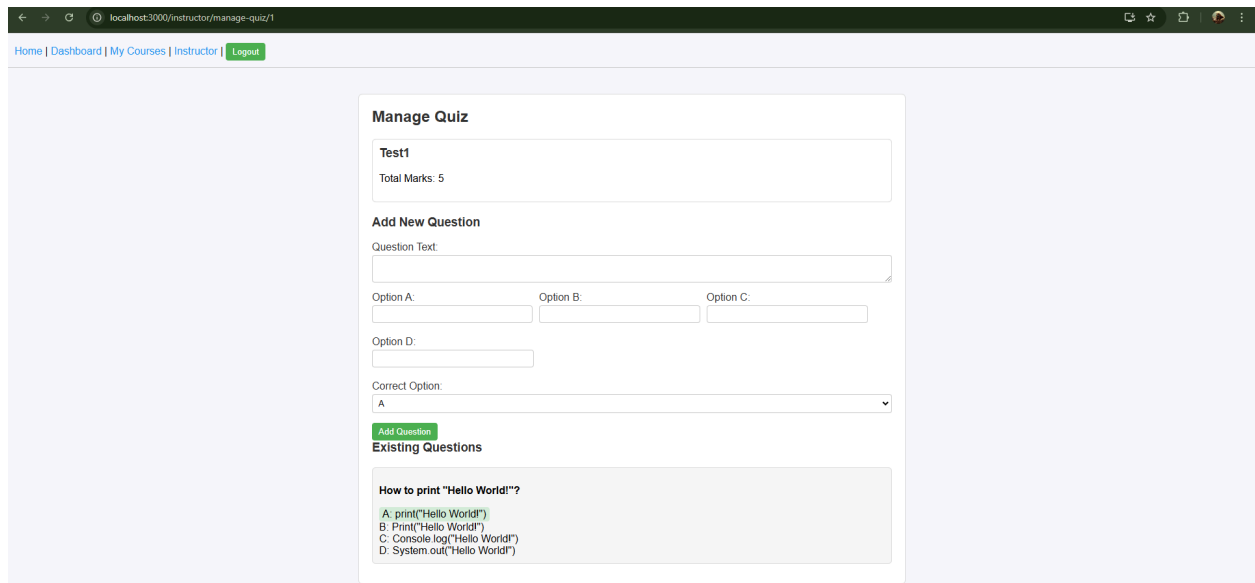 localhost:3000/instructor/manage-quiz/1
Home | Dashboard | My Courses | Instructor | Logout
Manage Quiz
Test1
Total Marks: 5
Add New Question
Question Text:
Option A: Option B: Option C:
Option D:
Correct Option:
A
Add Question
Existing Questions
How to print "Hello World!"?
A: print("Hello World!")
B: Print("Hello World!")
C: Console.log("Hello World!")
D: System.out("Hello World!")